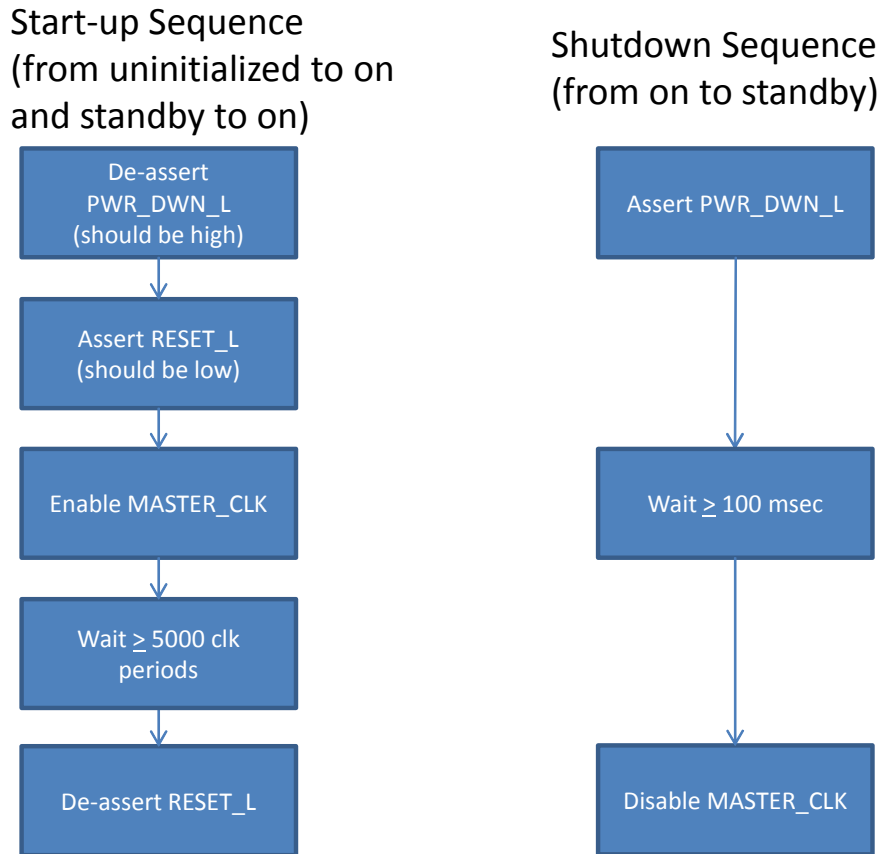 Start-up Sequence
(from uninitialized to on
and standby to on)
De-assert
PWR_DWN_L
(should be high)
Assert RESET_L
(should be low)
Enable MASTER_CLK
Wait ≥ 5000 clk
periods
De-assert RESET_L
Shutdown Sequence
(from on to standby)
Assert PWR_DWN_L
Wait ≥ 100 msec
Disable MASTER_CLK